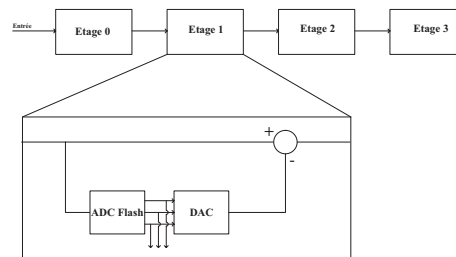 Entrée
Etage 0
Etage 1
Etage 2
Etage 3
+
-
ADC Flash
DAC